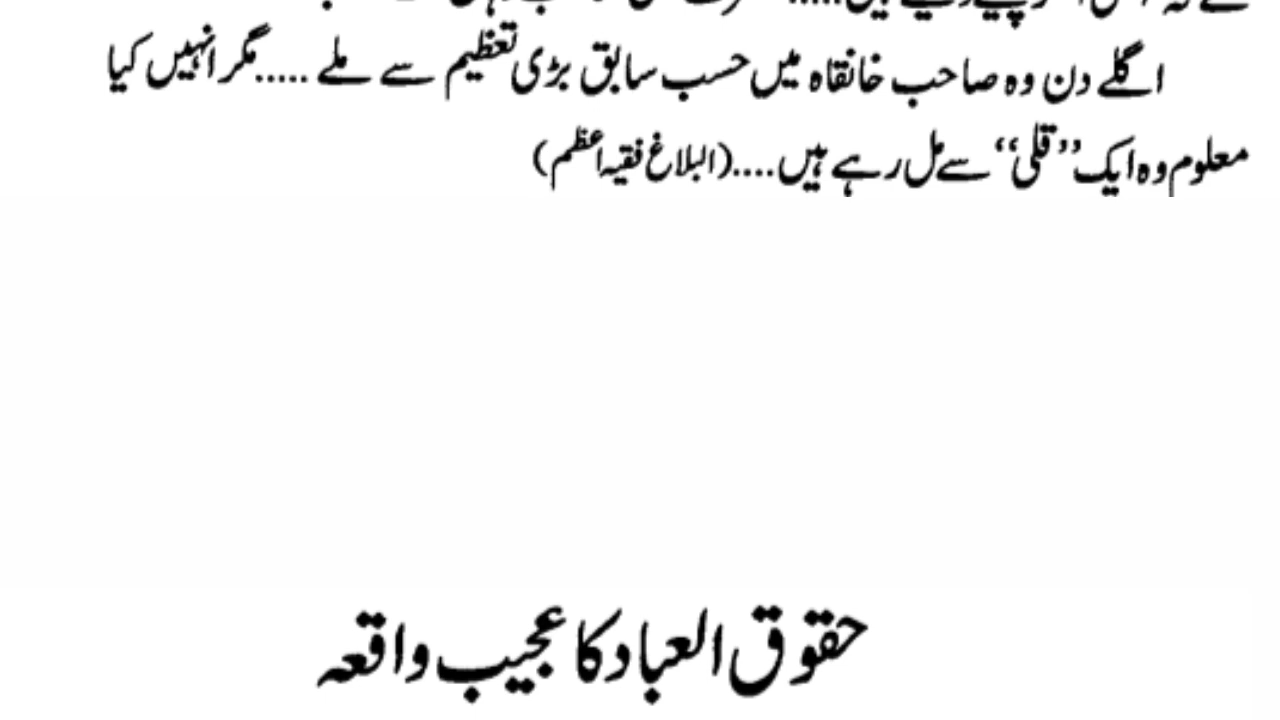 اگلے دن وہ صاحب خانقاہ میں حسب سابق بڑی تعظیم سے ملے .....مگر انہیں کیا
معلوم وہ ایک ”قلی“ سے مل رہے ہیں....(البلاغ فقیہ اعظم)
حقوق العباد کا عجیب واقعہ